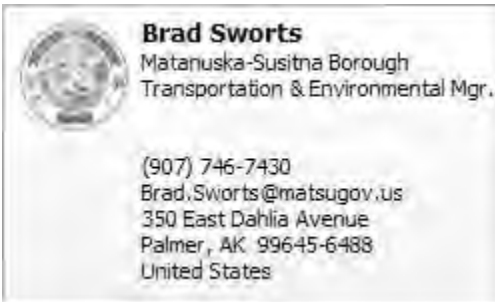 Brad Sworts
Matanuska-Susitna Borough
Transportation & Environmental Mgr.
(907) 746-7430
Brad.Sworts@matsugov.us
350 East Dahlia Avenue
Palmer, AK 99645-6488
United States